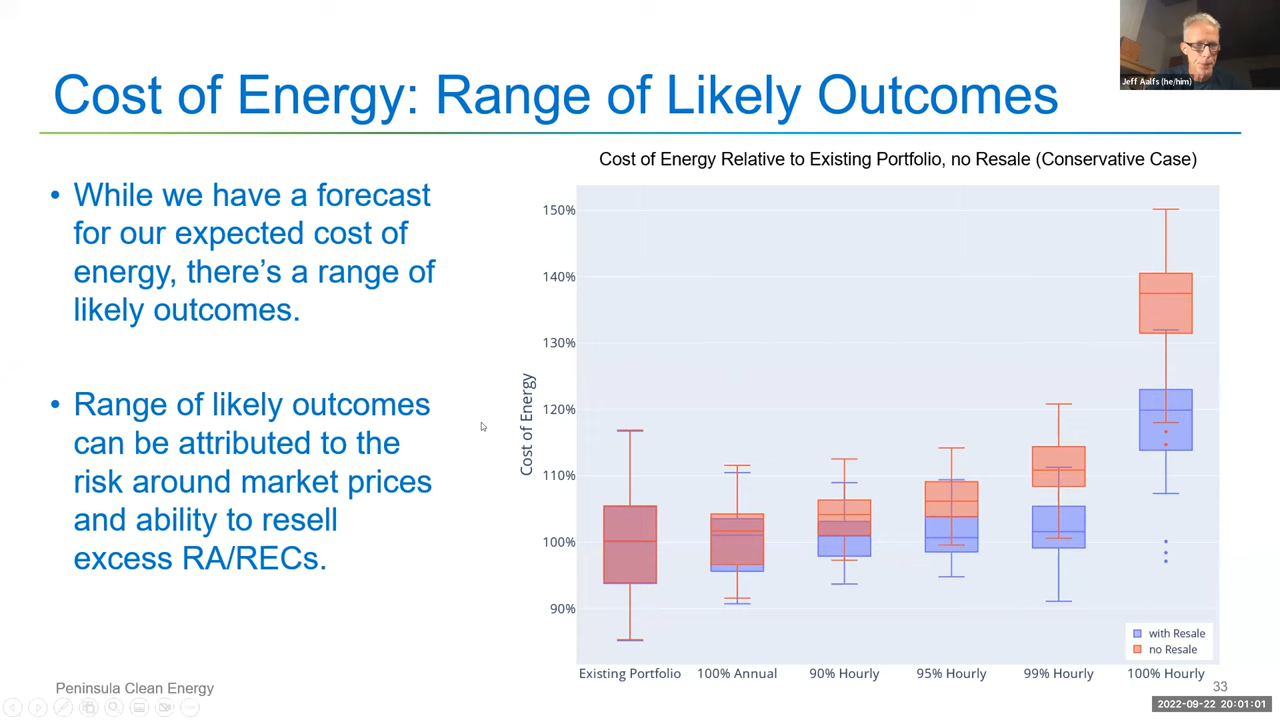 Jeff Aalfs (he/him)
Cost of Energy: Range of Likely Outcomes
• While we have a forecast
for our expected cost of
energy, there's a range of
likely outcomes.
• Range of likely outcomes
can be attributed to the
risk around market prices
and ability to resell
excess RA/RECs.
Cost of Energy Relative to Existing Portfolio, no Resale (Conservative Case)
Cost of Energy
150%
140%
130%
120%
110%
100%
90%
Existing Portfolio
100% Annual
90% Hourly
95% Hourly
99% Hourly
100% Hourly
with Resale
no Resale
Peninsula Clean Energy
33
2022-09-22 20:01:01